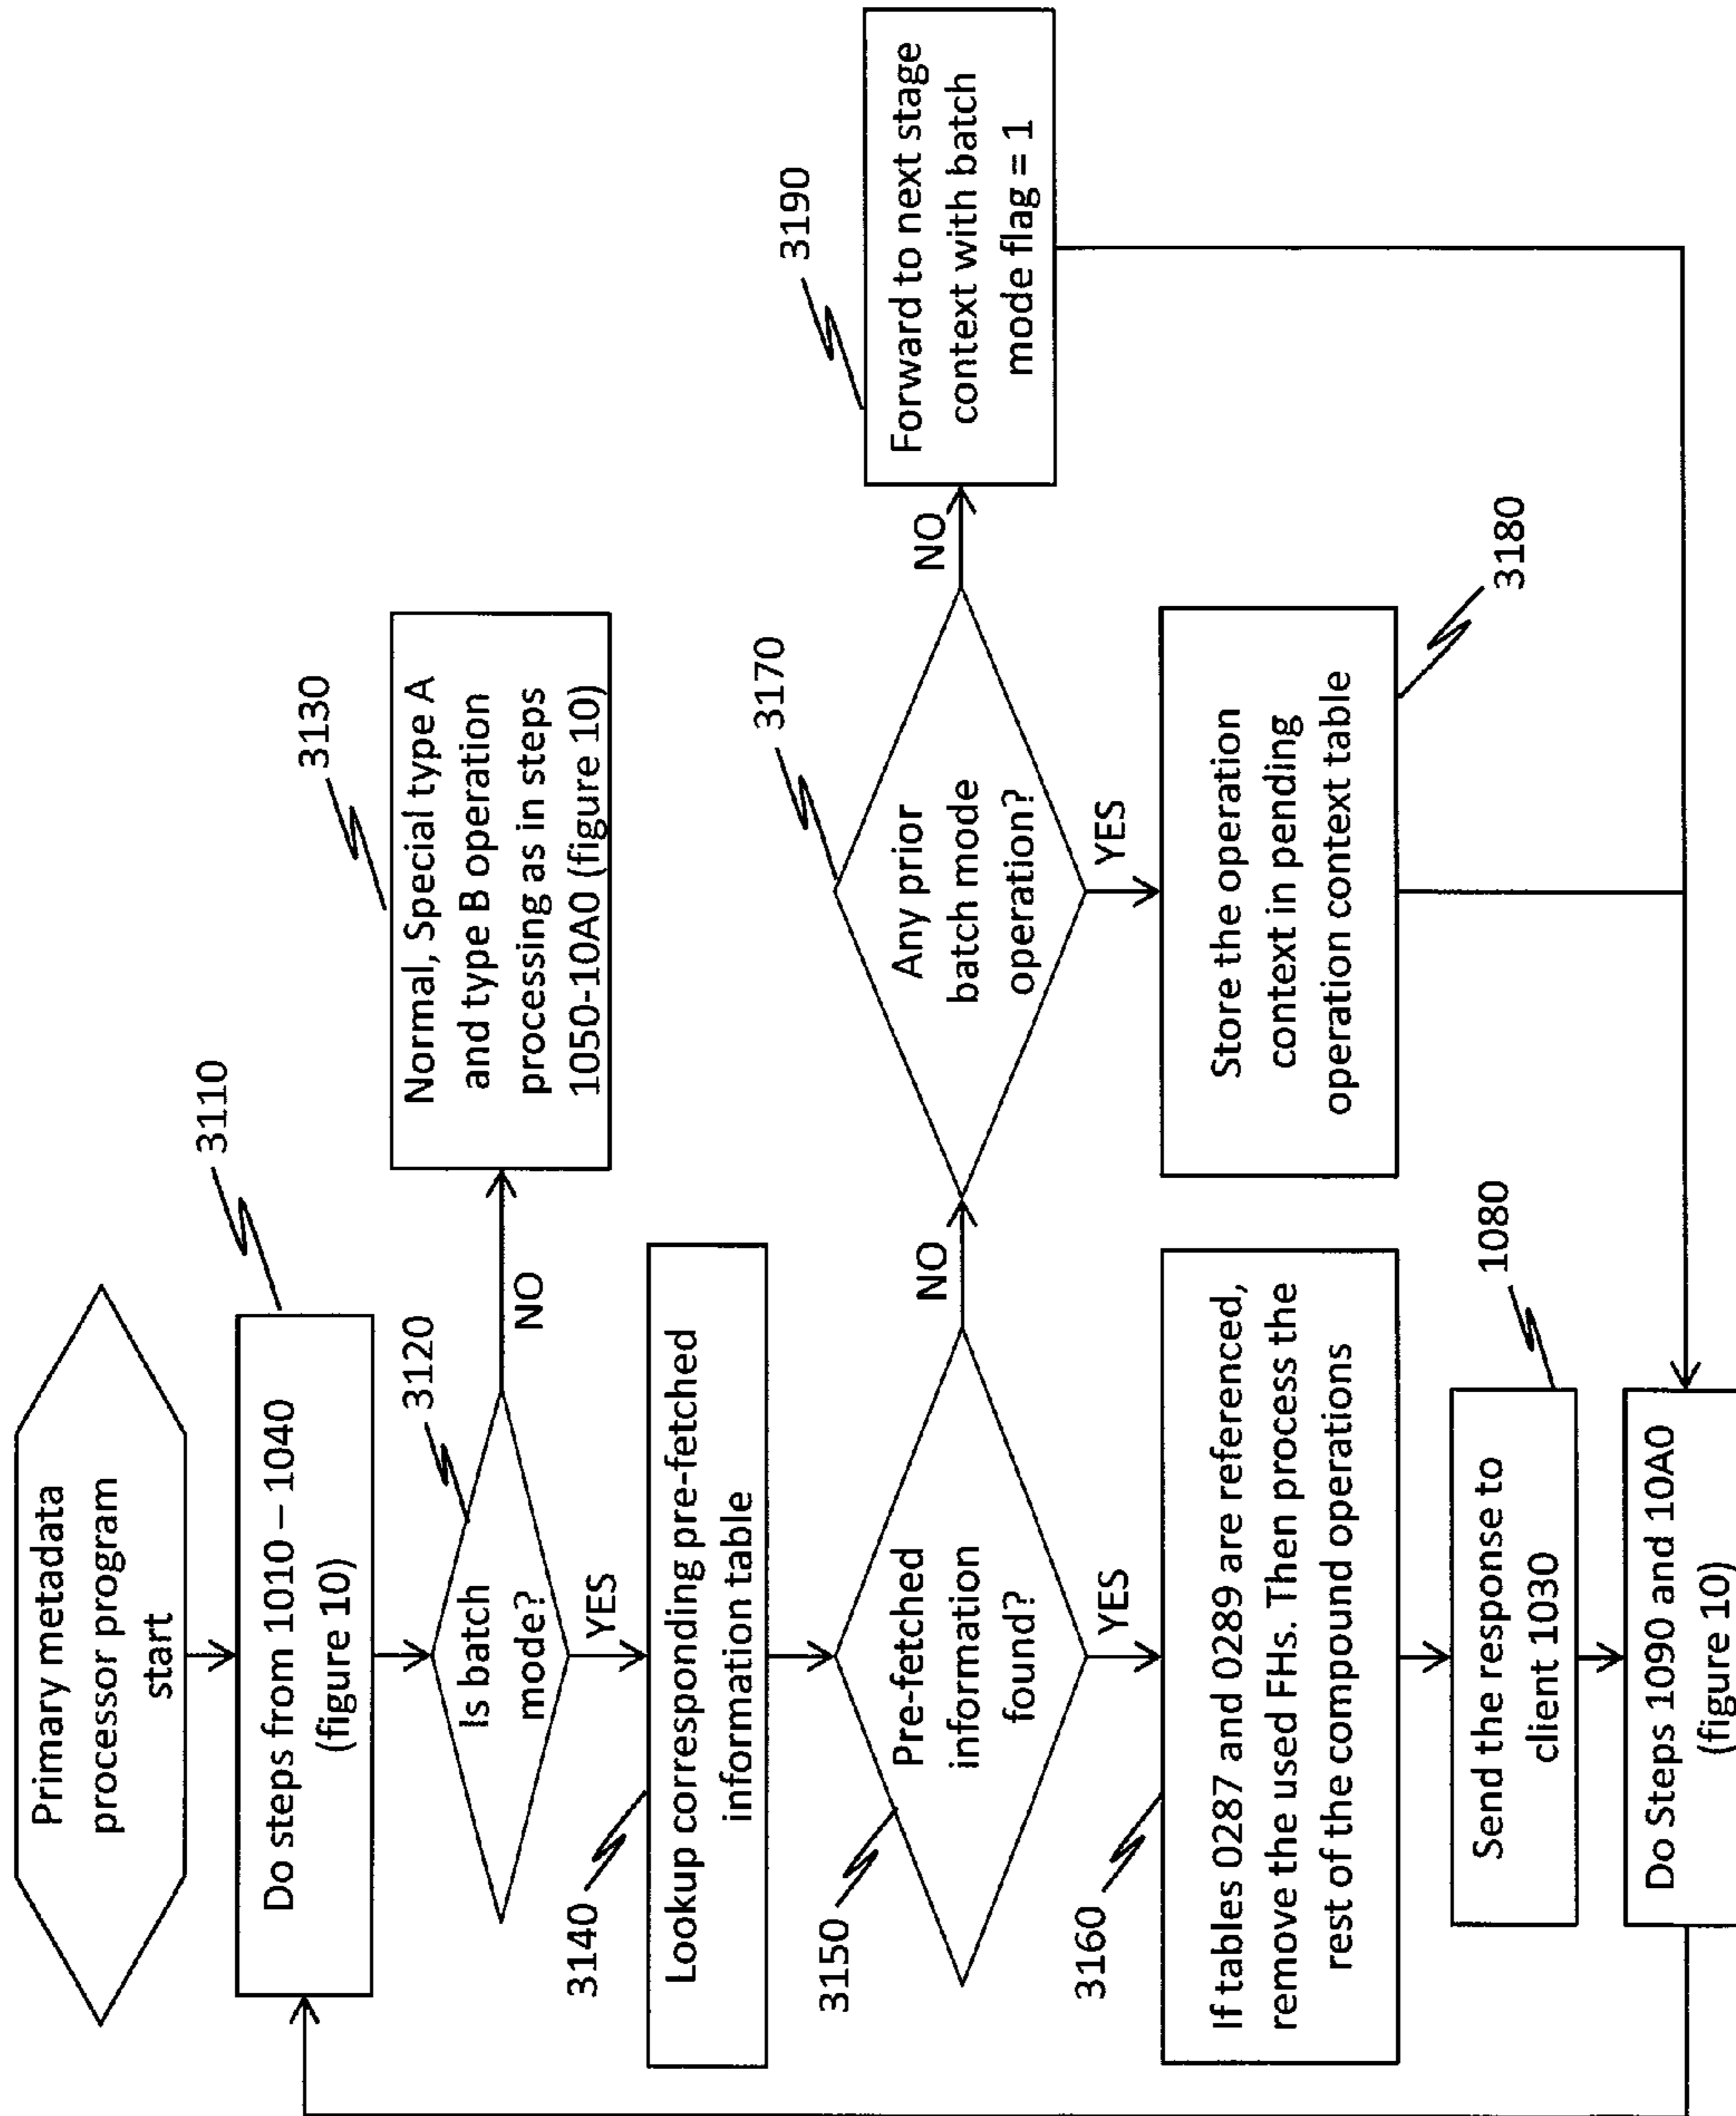 Primary metadata
processor program
start
3110
Do steps from 1010 – 1040
(figure 10)
3120
Is batch
mode?
NO
3130
Normal, Special type A
and type B operation
processing as in steps
1050-10A0 (figure 10)
YES
3140
Lookup corresponding pre-fetched
information table
3150
Pre-fetched
information
found?
NO
3170
Any prior
batch mode
operation?
NO
3190
Forward to next stage
context with batch
mode flag = 1
YES
3160
If tables 0287 and 0289 are referenced,
remove the used FHs. Then process the
rest of the compound operations
YES
Store the operation
context in pending
operation context table
3180
1080
Send the response to
client 1030
Do Steps 1090 and 10A0
(figure 10)